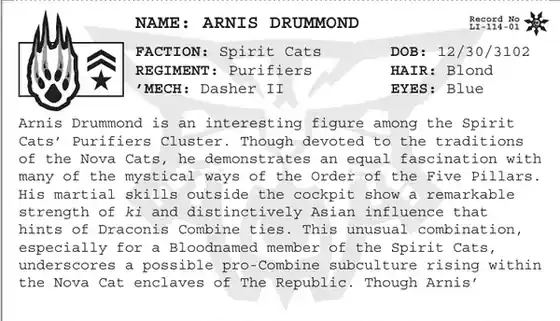 NAME: ARNIS DRUMMOND
Record No
LI-114-01
FACTION: Spirit Cats DOB: 12/30/3102
REGIMENT: Purifiers HAIR: Blond
’MECH: Dasher II EYES: Blue
Arnis Drummond is an interesting figure among the Spirit
Cats’ Purifiers Cluster. Though devoted to the traditions
of the Nova Cats, he demonstrates an equal fascination with
many of the mystical ways of the Order of the Five Pillars.
His martial skills outside the cockpit show a remarkable
strength of ki and distinctively Asian influence that
hints of Draconis Combine ties. This unusual combination,
especially for a Bloodnamed member of the Spirit Cats,
underscores a possible pro-Combine subculture rising within
the Nova Cat enclaves of The Republic. Though Arnis’